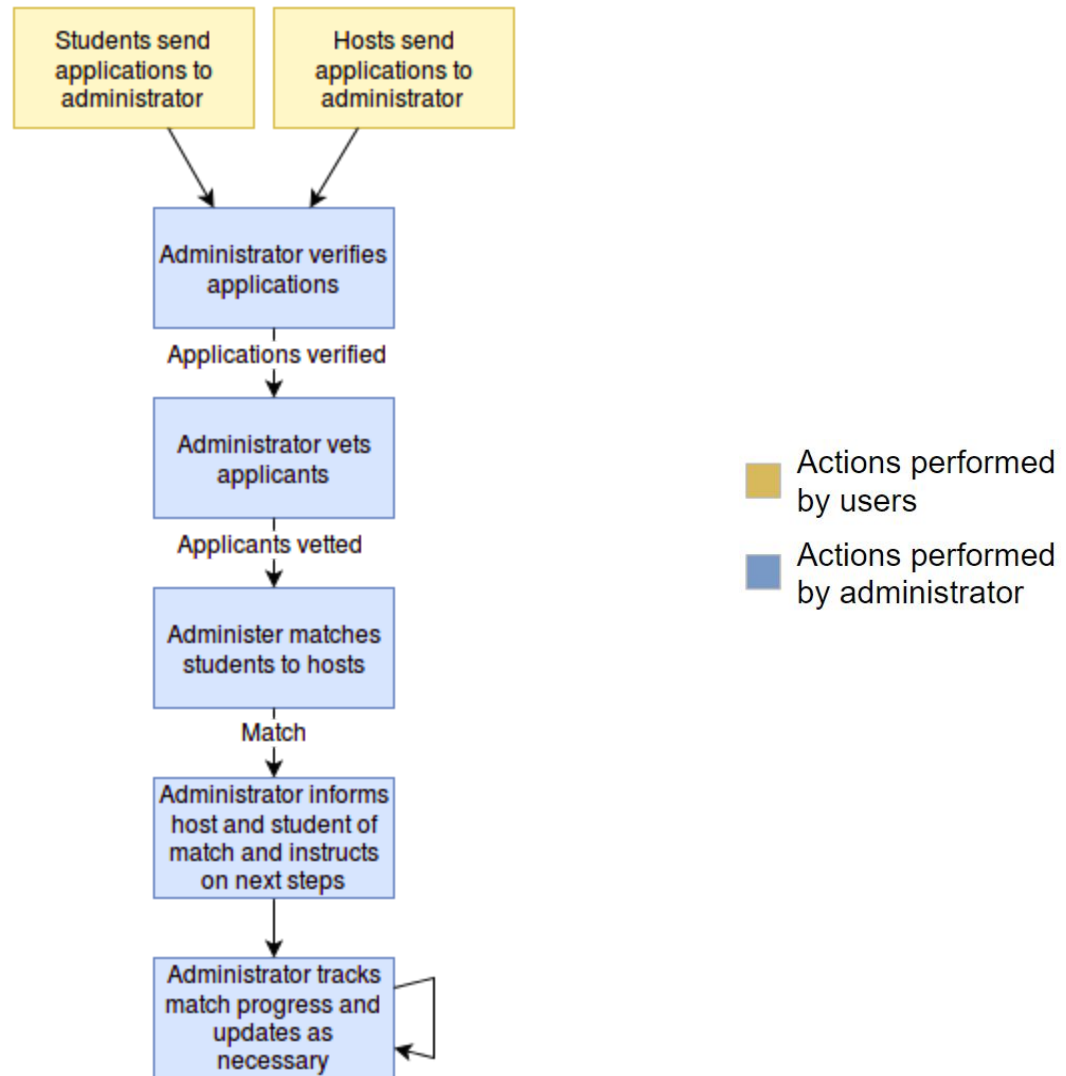 Students send
applications to
administrator
Hosts send
applications to
administrator
Administrator verifies
applications
Applications verified
Administrator vets
applicants
Applicants vetted
Administer matches
students to hosts
Match
Administrator informs
host and student of
match and instructs
on next steps
Administrator tracks
match progress and
updates as
necessary
Actions performed
by users
Actions performed
by administrator